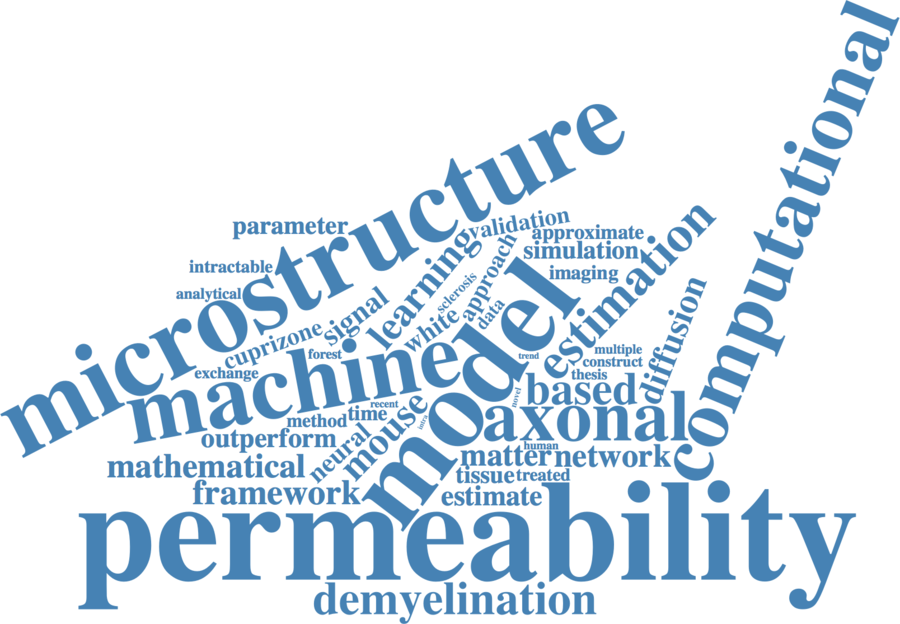 computational
microstructure
parameter
validation
approximate
learning
approach
simulation
estimation
intractable
imaging
sclerosis
analytical
signal
data
white
model
cuprizone
diffusion
forest
machine
trend
multiple
construct
exchange
thesis
based
novel
recent
time
method
intra
axonal
mouse
outperform
neural
human
matter
network
mathematical
tissue
treated
framework
estimate
permeability
demyelination